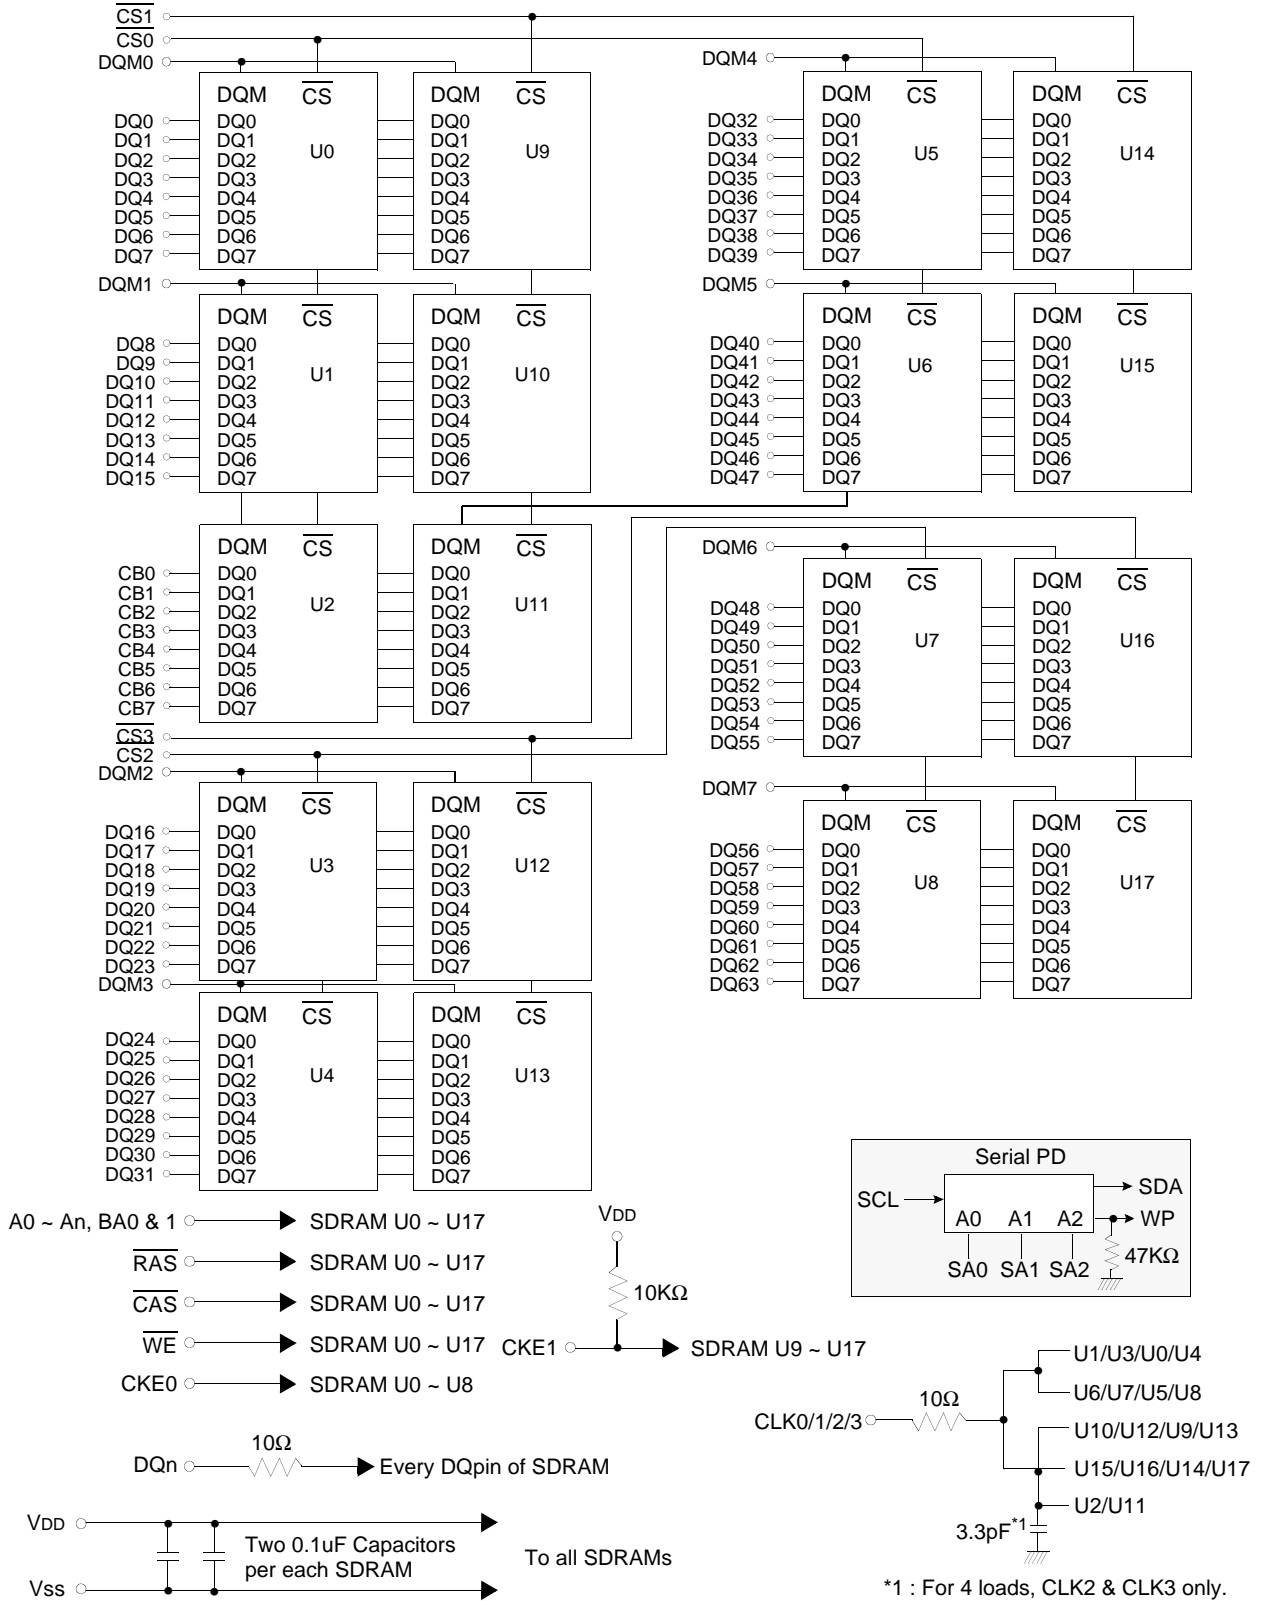 CS1
CS0
DQM0
DQM CS
DQ0 DQ0
DQ1 DQ1
DQ2 DQ2
DQ3 DQ3
DQ4 DQ4
DQ5 DQ5
DQ6 DQ6
DQ7 DQ7
U0
DQM CS
DQ0
DQ1
DQ2
DQ3
DQ4
DQ5
DQ6
DQ7
U9
DQM1
DQM CS
DQ8 DQ0
DQ9 DQ1
DQ10 DQ2
DQ11 DQ3
DQ12 DQ4
DQ13 DQ5
DQ14 DQ6
DQ15 DQ7
U1
DQM CS
DQ0
DQ1
DQ2
DQ3
DQ4
DQ5
DQ6
DQ7
U10
DQM CS
CB0 DQ0
CB1 DQ1
CB2 DQ2
CB3 DQ3
CB4 DQ4
CB5 DQ5
CB6 DQ6
CB7 DQ7
U2
DQM CS
DQ0
DQ1
DQ2
DQ3
DQ4
DQ5
DQ6
DQ7
U11
CS3
CS2
DQM2
DQM CS
DQ16 DQ0
DQ17 DQ1
DQ18 DQ2
DQ19 DQ3
DQ20 DQ4
DQ21 DQ5
DQ22 DQ6
DQ23 DQ7
U3
DQM CS
DQ0
DQ1
DQ2
DQ3
DQ4
DQ5
DQ6
DQ7
U12
DQM3
DQM CS
DQ24 DQ0
DQ25 DQ1
DQ26 DQ2
DQ27 DQ3
DQ28 DQ4
DQ29 DQ5
DQ30 DQ6
DQ31 DQ7
U4
DQM CS
DQ0
DQ1
DQ2
DQ3
DQ4
DQ5
DQ6
DQ7
U13
DQM4
DQM CS
DQ32 DQ0
DQ33 DQ1
DQ34 DQ2
DQ35 DQ3
DQ36 DQ4
DQ37 DQ5
DQ38 DQ6
DQ39 DQ7
U5
DQM CS
DQ0
DQ1
DQ2
DQ3
DQ4
DQ5
DQ6
DQ7
U14
DQM5
DQM CS
DQ40 DQ0
DQ41 DQ1
DQ42 DQ2
DQ43 DQ3
DQ44 DQ4
DQ45 DQ5
DQ46 DQ6
DQ47 DQ7
U6
DQM CS
DQ0
DQ1
DQ2
DQ3
DQ4
DQ5
DQ6
DQ7
U15
DQM6
DQM CS
DQ48 DQ0
DQ49 DQ1
DQ50 DQ2
DQ51 DQ3
DQ52 DQ4
DQ53 DQ5
DQ54 DQ6
DQ55 DQ7
U7
DQM CS
DQ0
DQ1
DQ2
DQ3
DQ4
DQ5
DQ6
DQ7
U16
DQM7
DQM CS
DQ56 DQ0
DQ57 DQ1
DQ58 DQ2
DQ59 DQ3
DQ60 DQ4
DQ61 DQ5
DQ62 DQ6
DQ63 DQ7
U8
DQM CS
DQ0
DQ1
DQ2
DQ3
DQ4
DQ5
DQ6
DQ7
U17
A0 ~ An, BA0 & 1 SDRAM U0 ~ U17
RAS SDRAM U0 ~ U17
CAS SDRAM U0 ~ U17
WE SDRAM U0 ~ U17
CKE0 SDRAM U0 ~ U8
VDD
10KΩ
CKE1 SDRAM U9 ~ U17
Serial PD
SCL
SDA
A0 A1 A2
WP
SA0 SA1 SA2
47KΩ
DQn 10Ω Every DQpin of SDRAM
CLK0/1/2/3 10Ω
U1/U3/U0/U4
U6/U7/U5/U8
U10/U12/U9/U13
U15/U16/U14/U17
U2/U11
3.3pF*1
*1 : For 4 loads, CLK2 & CLK3 only.
VDD
Two 0.1uF Capacitors
per each SDRAM
To all SDRAMs
Vss